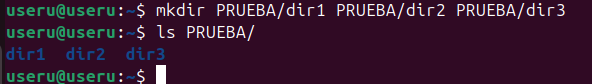 useru@useru:~$ mkdir PRUEBA/dir1 PRUEBA/dir2 PRUEBA/dir3
useru@useru:~$ ls PRUEBA/
dir1  dir2  dir3
useru@useru:~$